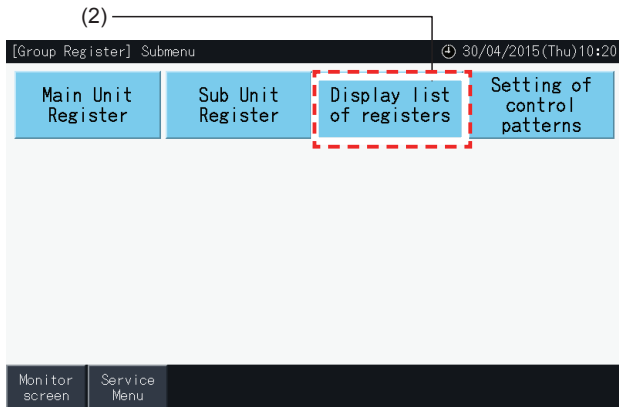 (2)
[Group Register] Submenu
30/04/2015(Thu)10:20
Main Unit
Register
Sub Unit
Register
Display list
of registers
Setting of
control
patterns
Monitor
screen
Service
Menu